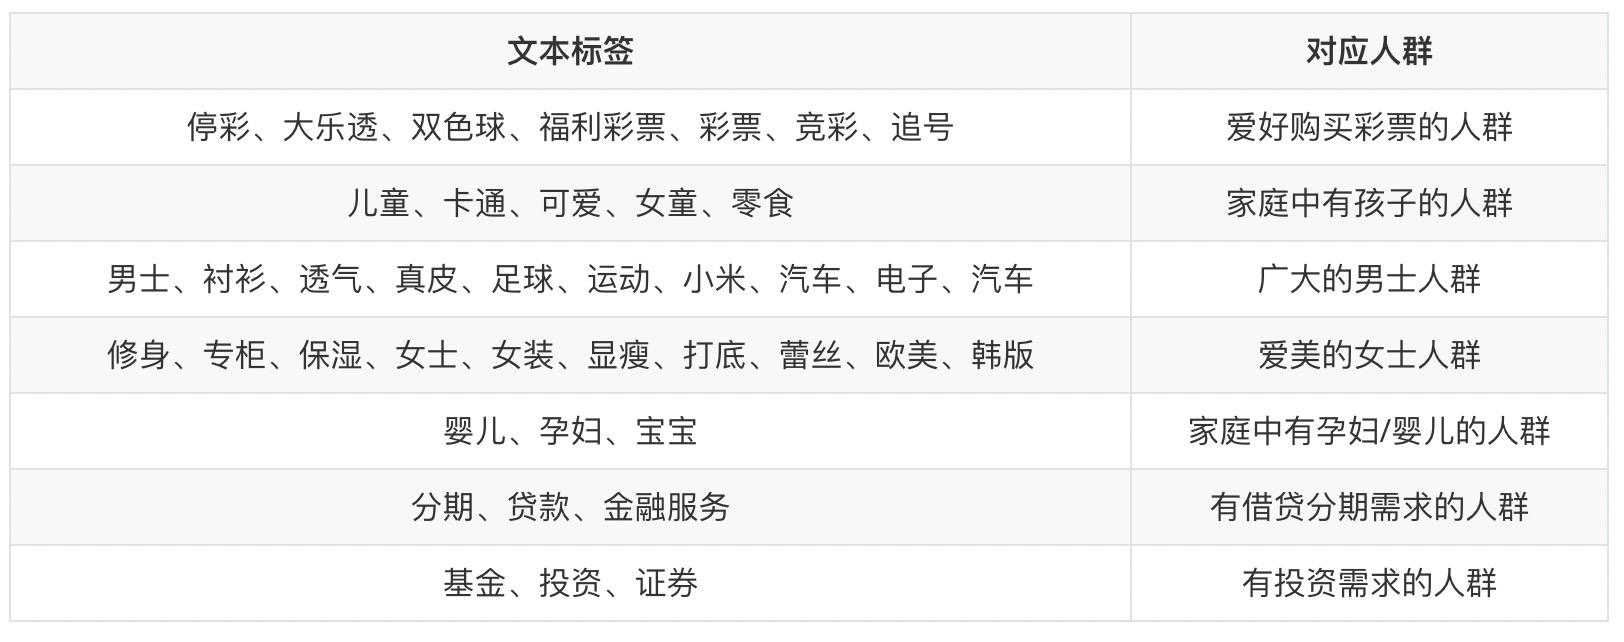 文本标签 对应人群
停彩、大乐透、双色球、福利彩票、彩票、竞彩、追号 爱好购买彩票的人群
儿童、卡通、可爱、女童、零食 家庭中有孩子的人群
男士、衬衫、透气、真皮、足球、运动、小米、汽车、电子、汽车 广大的男士人群
修身、专柜、保湿、女士、女装、显瘦、打底、蕾丝、欧美、韩版 爱美的女士人群
婴儿、孕妇、宝宝 家庭中有孕妇/婴儿的人群
分期、贷款、金融服务 有借贷分期需求的人群
基金、投资、证券 有投资需求的人群